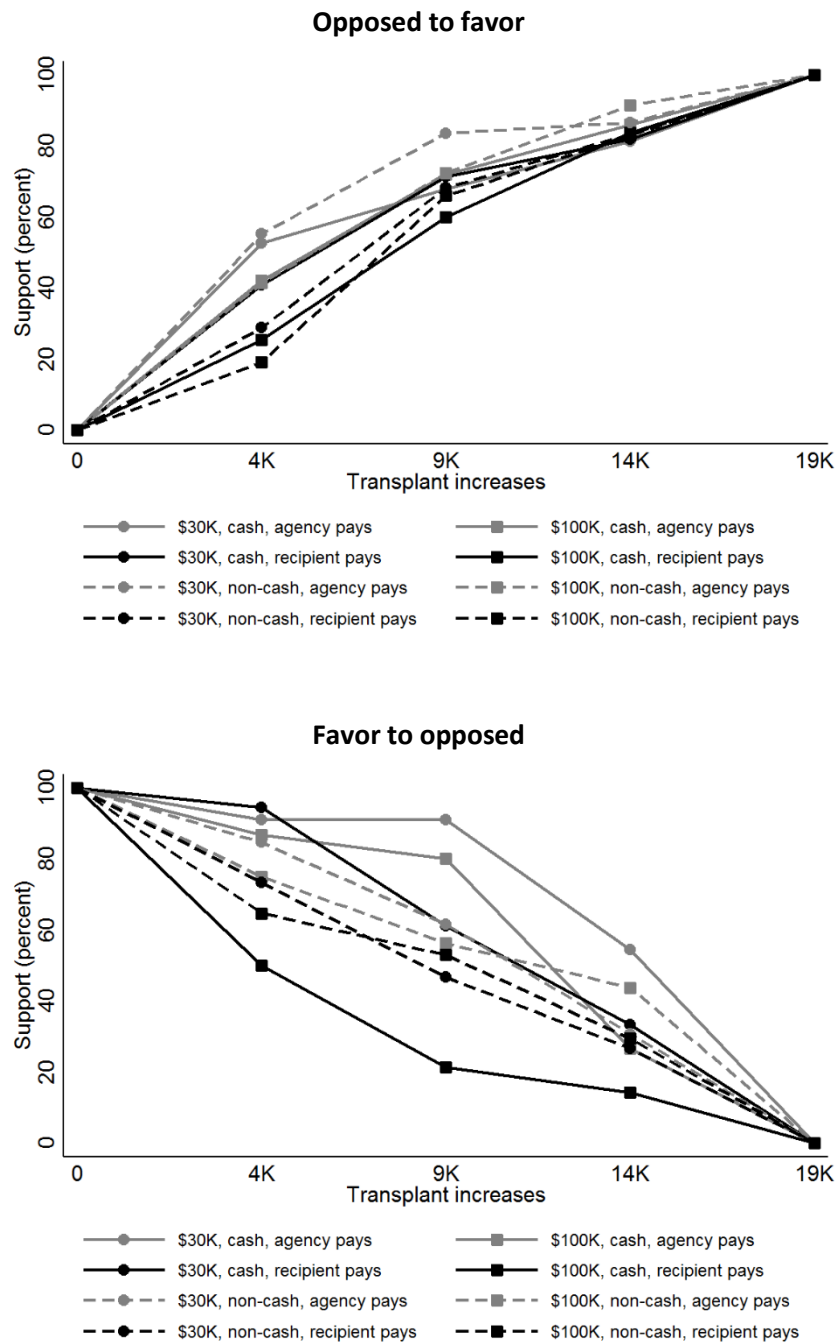 Opposed to favor
100
80
60
40
20
0
Support (percent)
0 4K 9K 14K 19K
Transplant increases
$30K, cash, agency pays $100K, cash, agency pays
$30K, cash, recipient pays $100K, cash, recipient pays
$30K, non-cash, agency pays $100K, non-cash, agency pays
$30K, non-cash, recipient pays $100K, non-cash, recipient pays
Favor to opposed
100
80
60
40
20
0
Support (percent)
0 4K 9K 14K 19K
Transplant increases
$30K, cash, agency pays $100K, cash, agency pays
$30K, cash, recipient pays $100K, cash, recipient pays
$30K, non-cash, agency pays $100K, non-cash, agency pays
$30K, non-cash, recipient pays $100K, non-cash, recipient pays